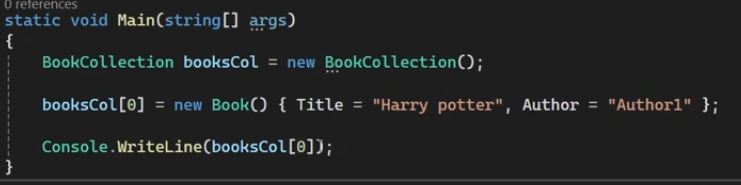 0 references
static void Main(string[] args)
{
BookCollection booksCol = new BookCollection();
booksCol[0] = new Book() { Title = "Harry potter", Author = "Author1" };
Console.WriteLine(booksCol[0]);
}